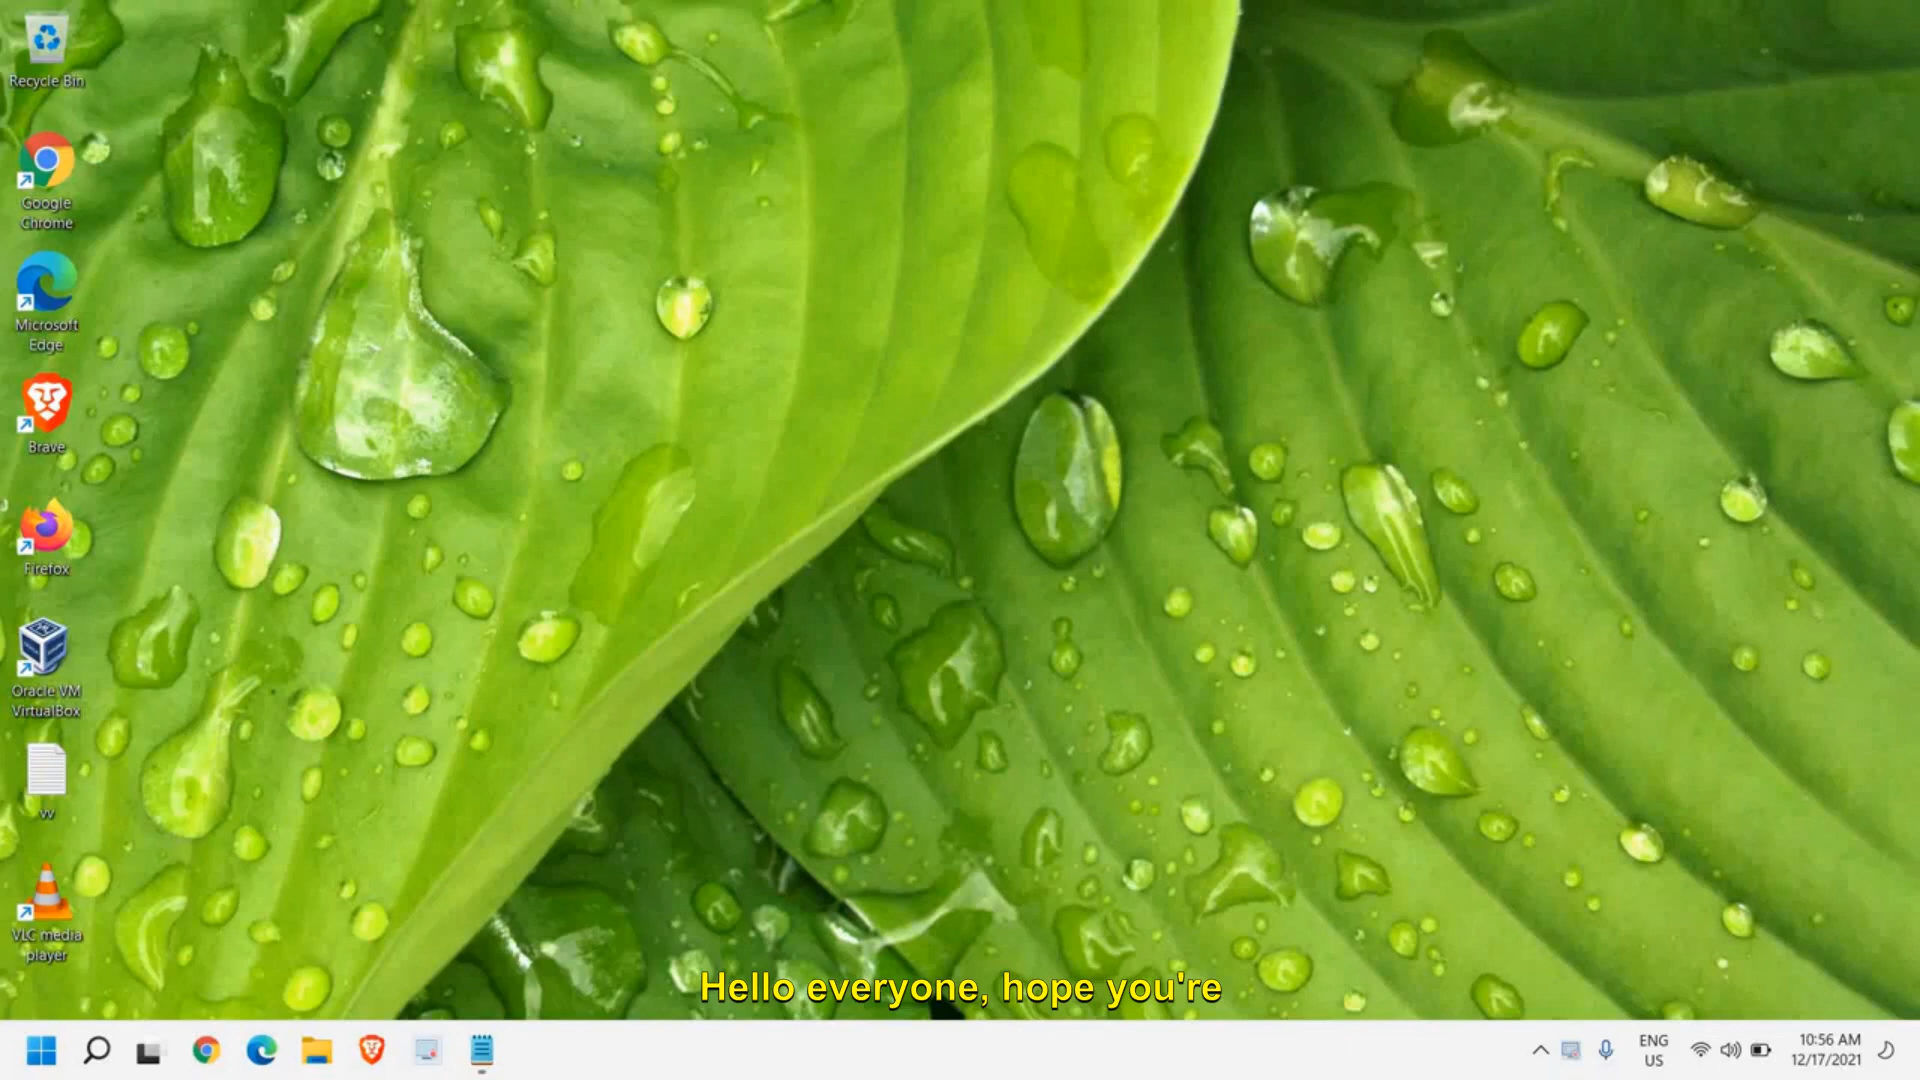 Recycle Bin
Google
Chrome
Microsoft
Edge
Brave
Firefox
Oracle VM
VirtualBox
vv
VLC media
player
Hello everyone, hope you're
ENG
US
10:56 AM
12/17/2021